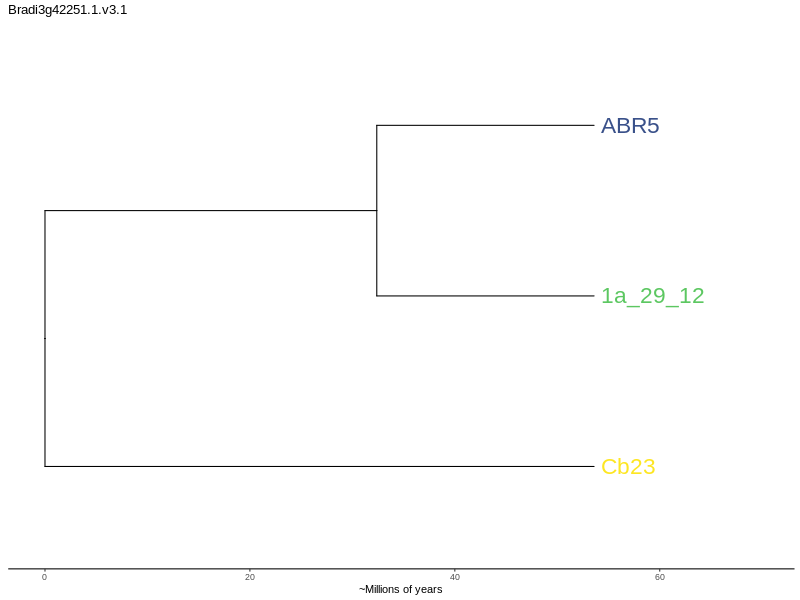 Bradi3g42251.1.v3.1
ABR5
1a_29_12
Cb23
0 20 40 60
~Millions of years